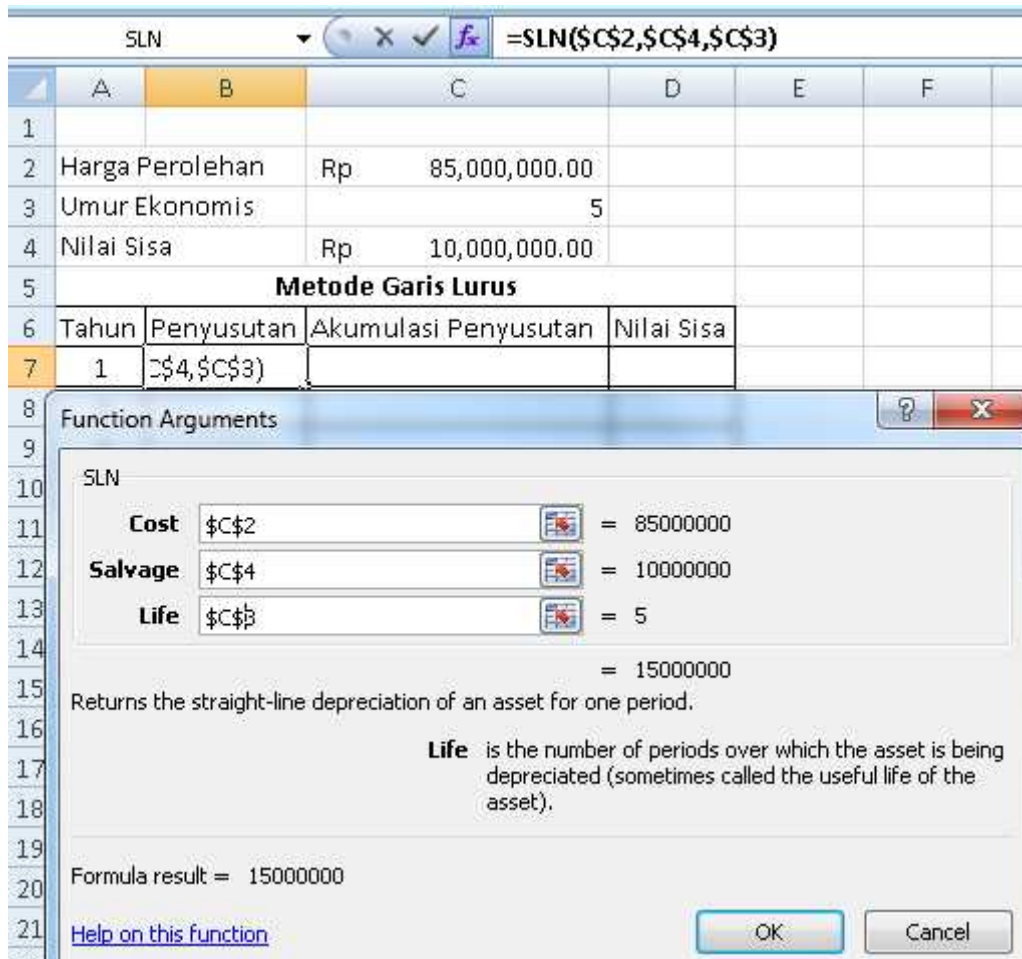 SLN =SLN($C$2,$C$4,$C$3)
A B C D E F
1
2 Harga Perolehan Rp 85,000,000.00
3 Umur Ekonomis 5
4 Nilai Sisa Rp 10,000,000.00
5 Metode Garis Lurus
6 Tahun Penyusutan Akumulasi Penyusutan Nilai Sisa
7 1 C$4,$C$3)
8 Function Arguments
9
10 SLN
11 Cost $C$2 = 85000000
12 Salvage $C$4 = 10000000
13 Life $C$3 = 5
14
= 15000000
15 Returns the straight-line depreciation of an asset for one period.
16
Life is the number of periods over which the asset is being
17 depreciated (sometimes called the useful life of the
18 asset).
19
20 Formula result = 15000000
21 Help on this function OK Cancel